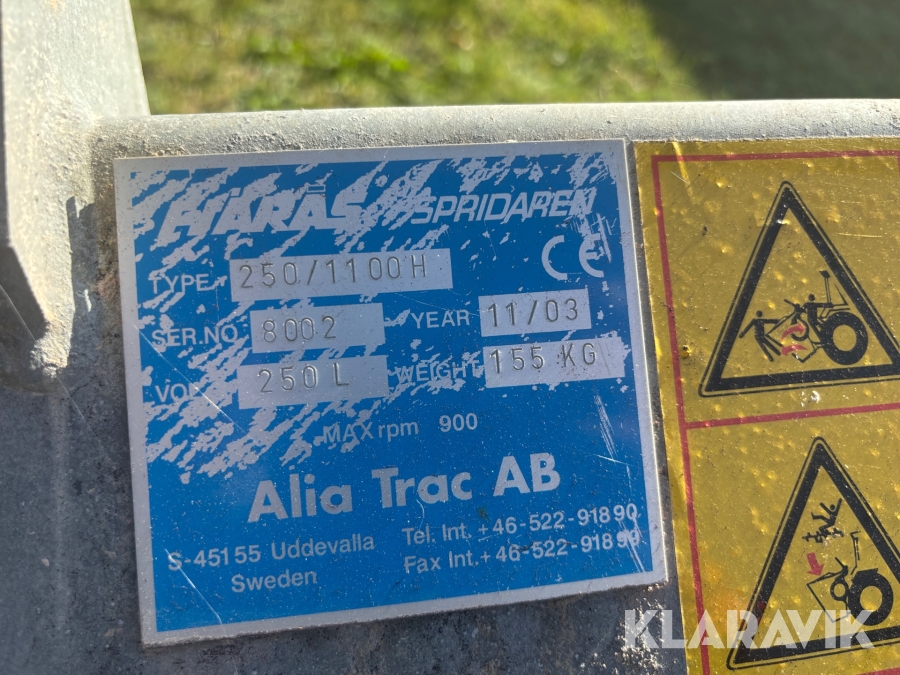 HÅRÅS SPRIDAREN
TYPE 250/1100H
SER.NO. 8002 YEAR 11/03
VOL 250 L WEIGHT 155 KG
MAX rpm 900
Alia Trac AB
S-451 55 Uddevalla
Sweden
Tel. Int. +46-522-918 90
Fax Int. +46-522-918 99
KLARAVIK